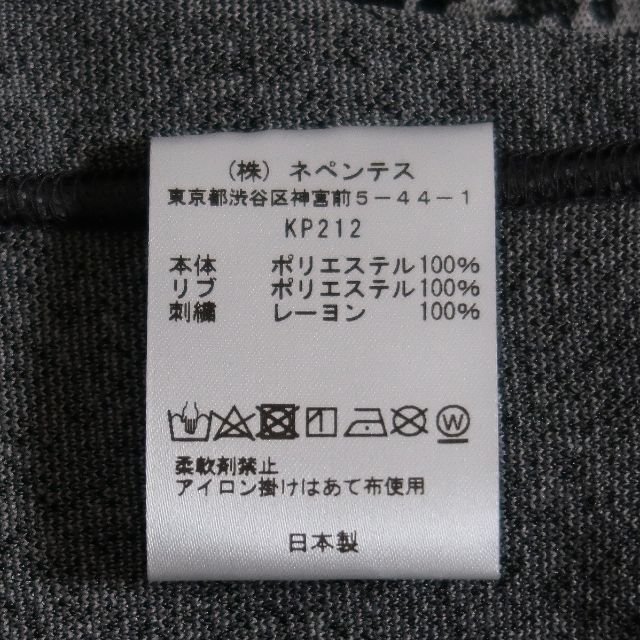 (株) ネペンテス
東京都渋谷区神宮前5-44-1
KP212
本体 ポリエステル100%
リブ ポリエステル100%
刺繍 レーヨン 100%
W
柔軟剤禁止
アイロン掛けはあて布使用
日本製